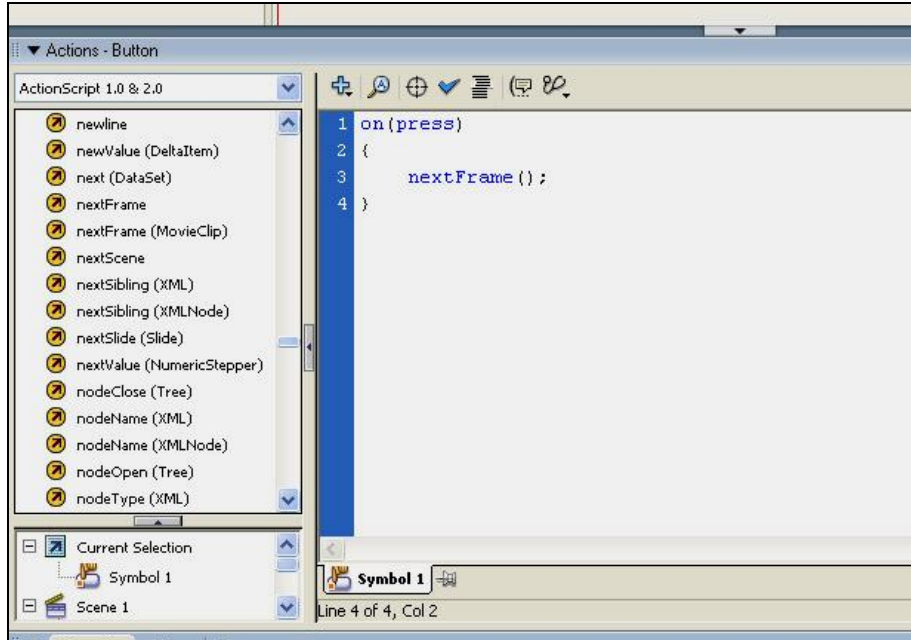 Actions - Button
ActionScript 1.0 & 2.0
newline
newValue (DeltaItem)
next (DataSet)
nextFrame
nextFrame (MovieClip)
nextScene
nextSibling (XML)
nextSibling (XMLNode)
nextSlide (Slide)
nextValue (NumericStepper)
nodeClose (Tree)
nodeName (XML)
nodeName (XMLNode)
nodeOpen (Tree)
nodeType (XML)
Current Selection
Symbol 1
Scene 1
1 on(press)
2 {
3 nextFrame();
4 }
Symbol 1
Line 4 of 4, Col 2